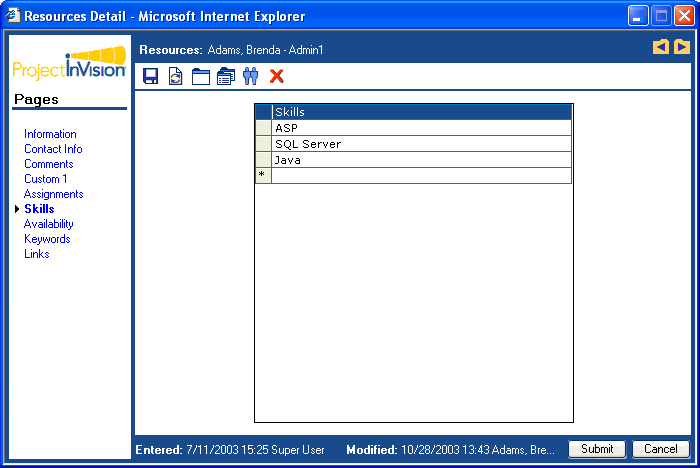 Resources Detail - Microsoft Internet Explorer
ProjectinVision
Resources: Adams, Brenda - Admin1
Pages
Information
Contact Info
Comments
Custom 1
Assignments
Skills
Availability
Keywords
Links
Skills
ASP
SQL Server
Java
*
Entered: 7/11/2003 15:25 Super User Modified: 10/28/2003 13:43 Adams, Bre... Submit Cancel